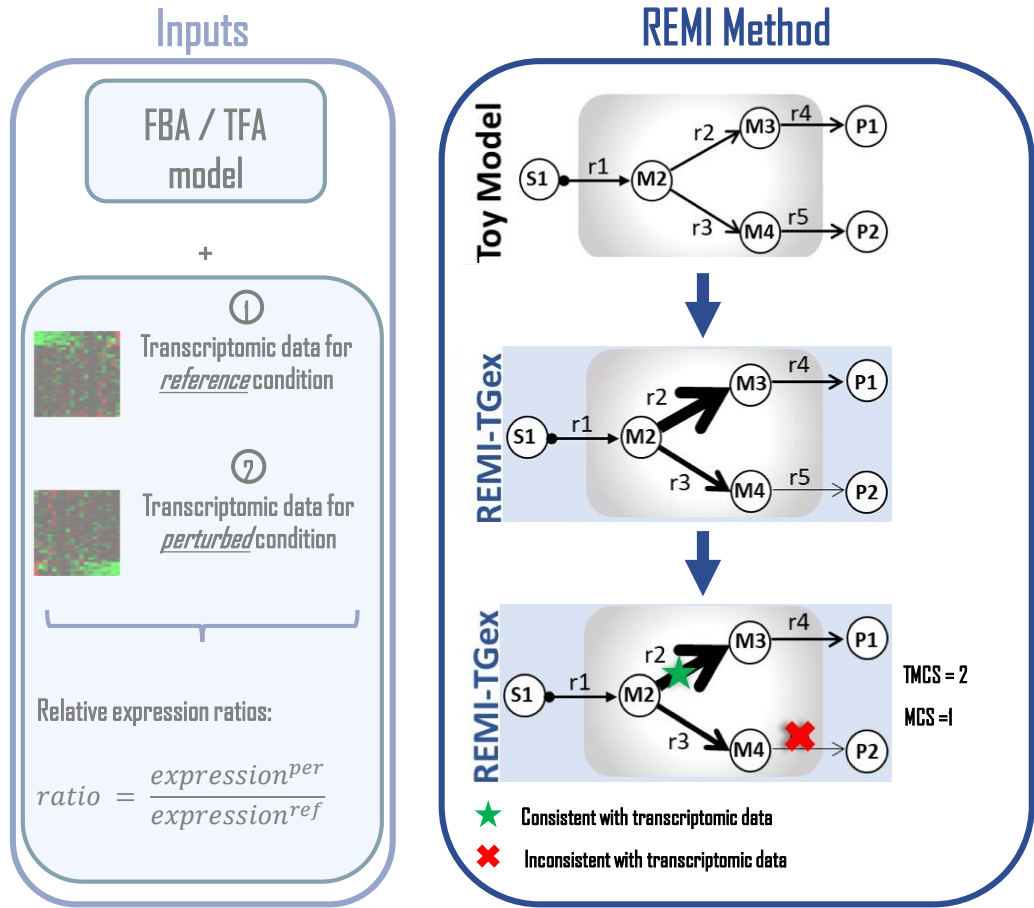 Inputs
FBA / TFA
model
+
1
Transcriptomic data for
reference condition
2
Transcriptomic data for
perturbed condition
Relative expression ratios:
ratio = expression^per / expression^ref
REMI Method
Toy Model
S1
r1
M2
r2
M3
r4
P1
r3
M4
r5
P2
REMI-TGex
S1
r1
M2
r2
M3
r4
P1
r3
M4
r5
P2
REMI-TGex
S1
r1
M2
r2
M3
r4
P1
r3
M4
P2
TMCS = 2
MCS =1
Consistent with transcriptomic data
Inconsistent with transcriptomic data